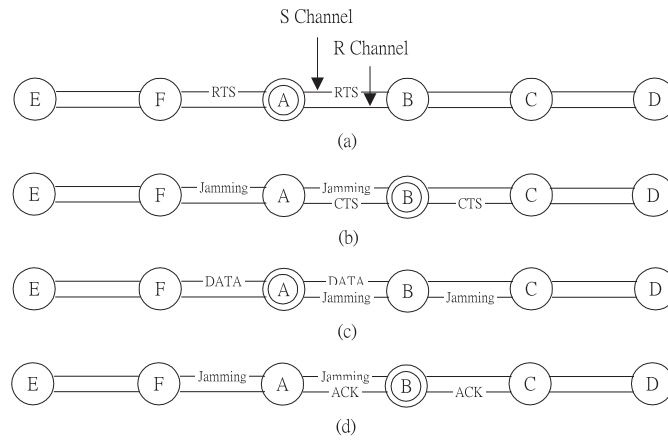 S Channel
R Channel
E F RTS A RTS B C D
(a)
E F Jamming A Jamming CTS B CTS C D
(b)
E F DATA A DATA Jamming B Jamming C D
(c)
E F Jamming A Jamming ACK B ACK C D
(d)